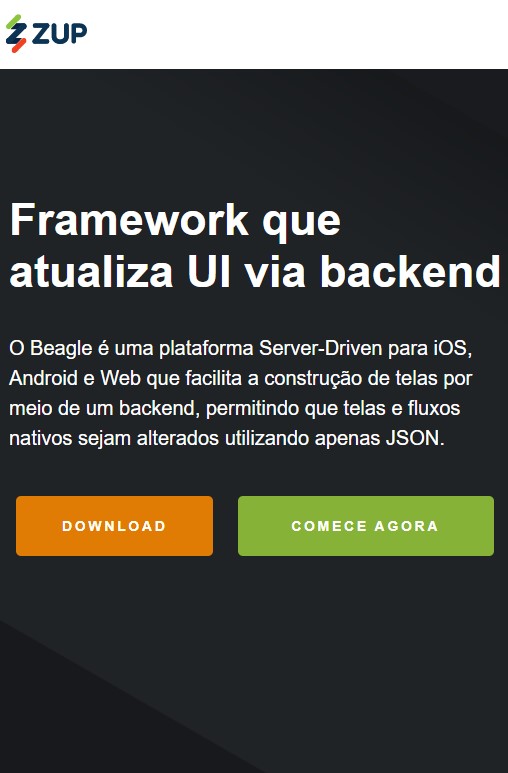 ZUP
Framework que
atualiza UI via backend
O Beagle é uma plataforma Server-Driven para iOS,
Android e Web que facilita a construção de telas por
meio de um backend, permitindo que telas e fluxos
nativos sejam alterados utilizando apenas JSON.
DOWNLOAD
COMECE AGORA